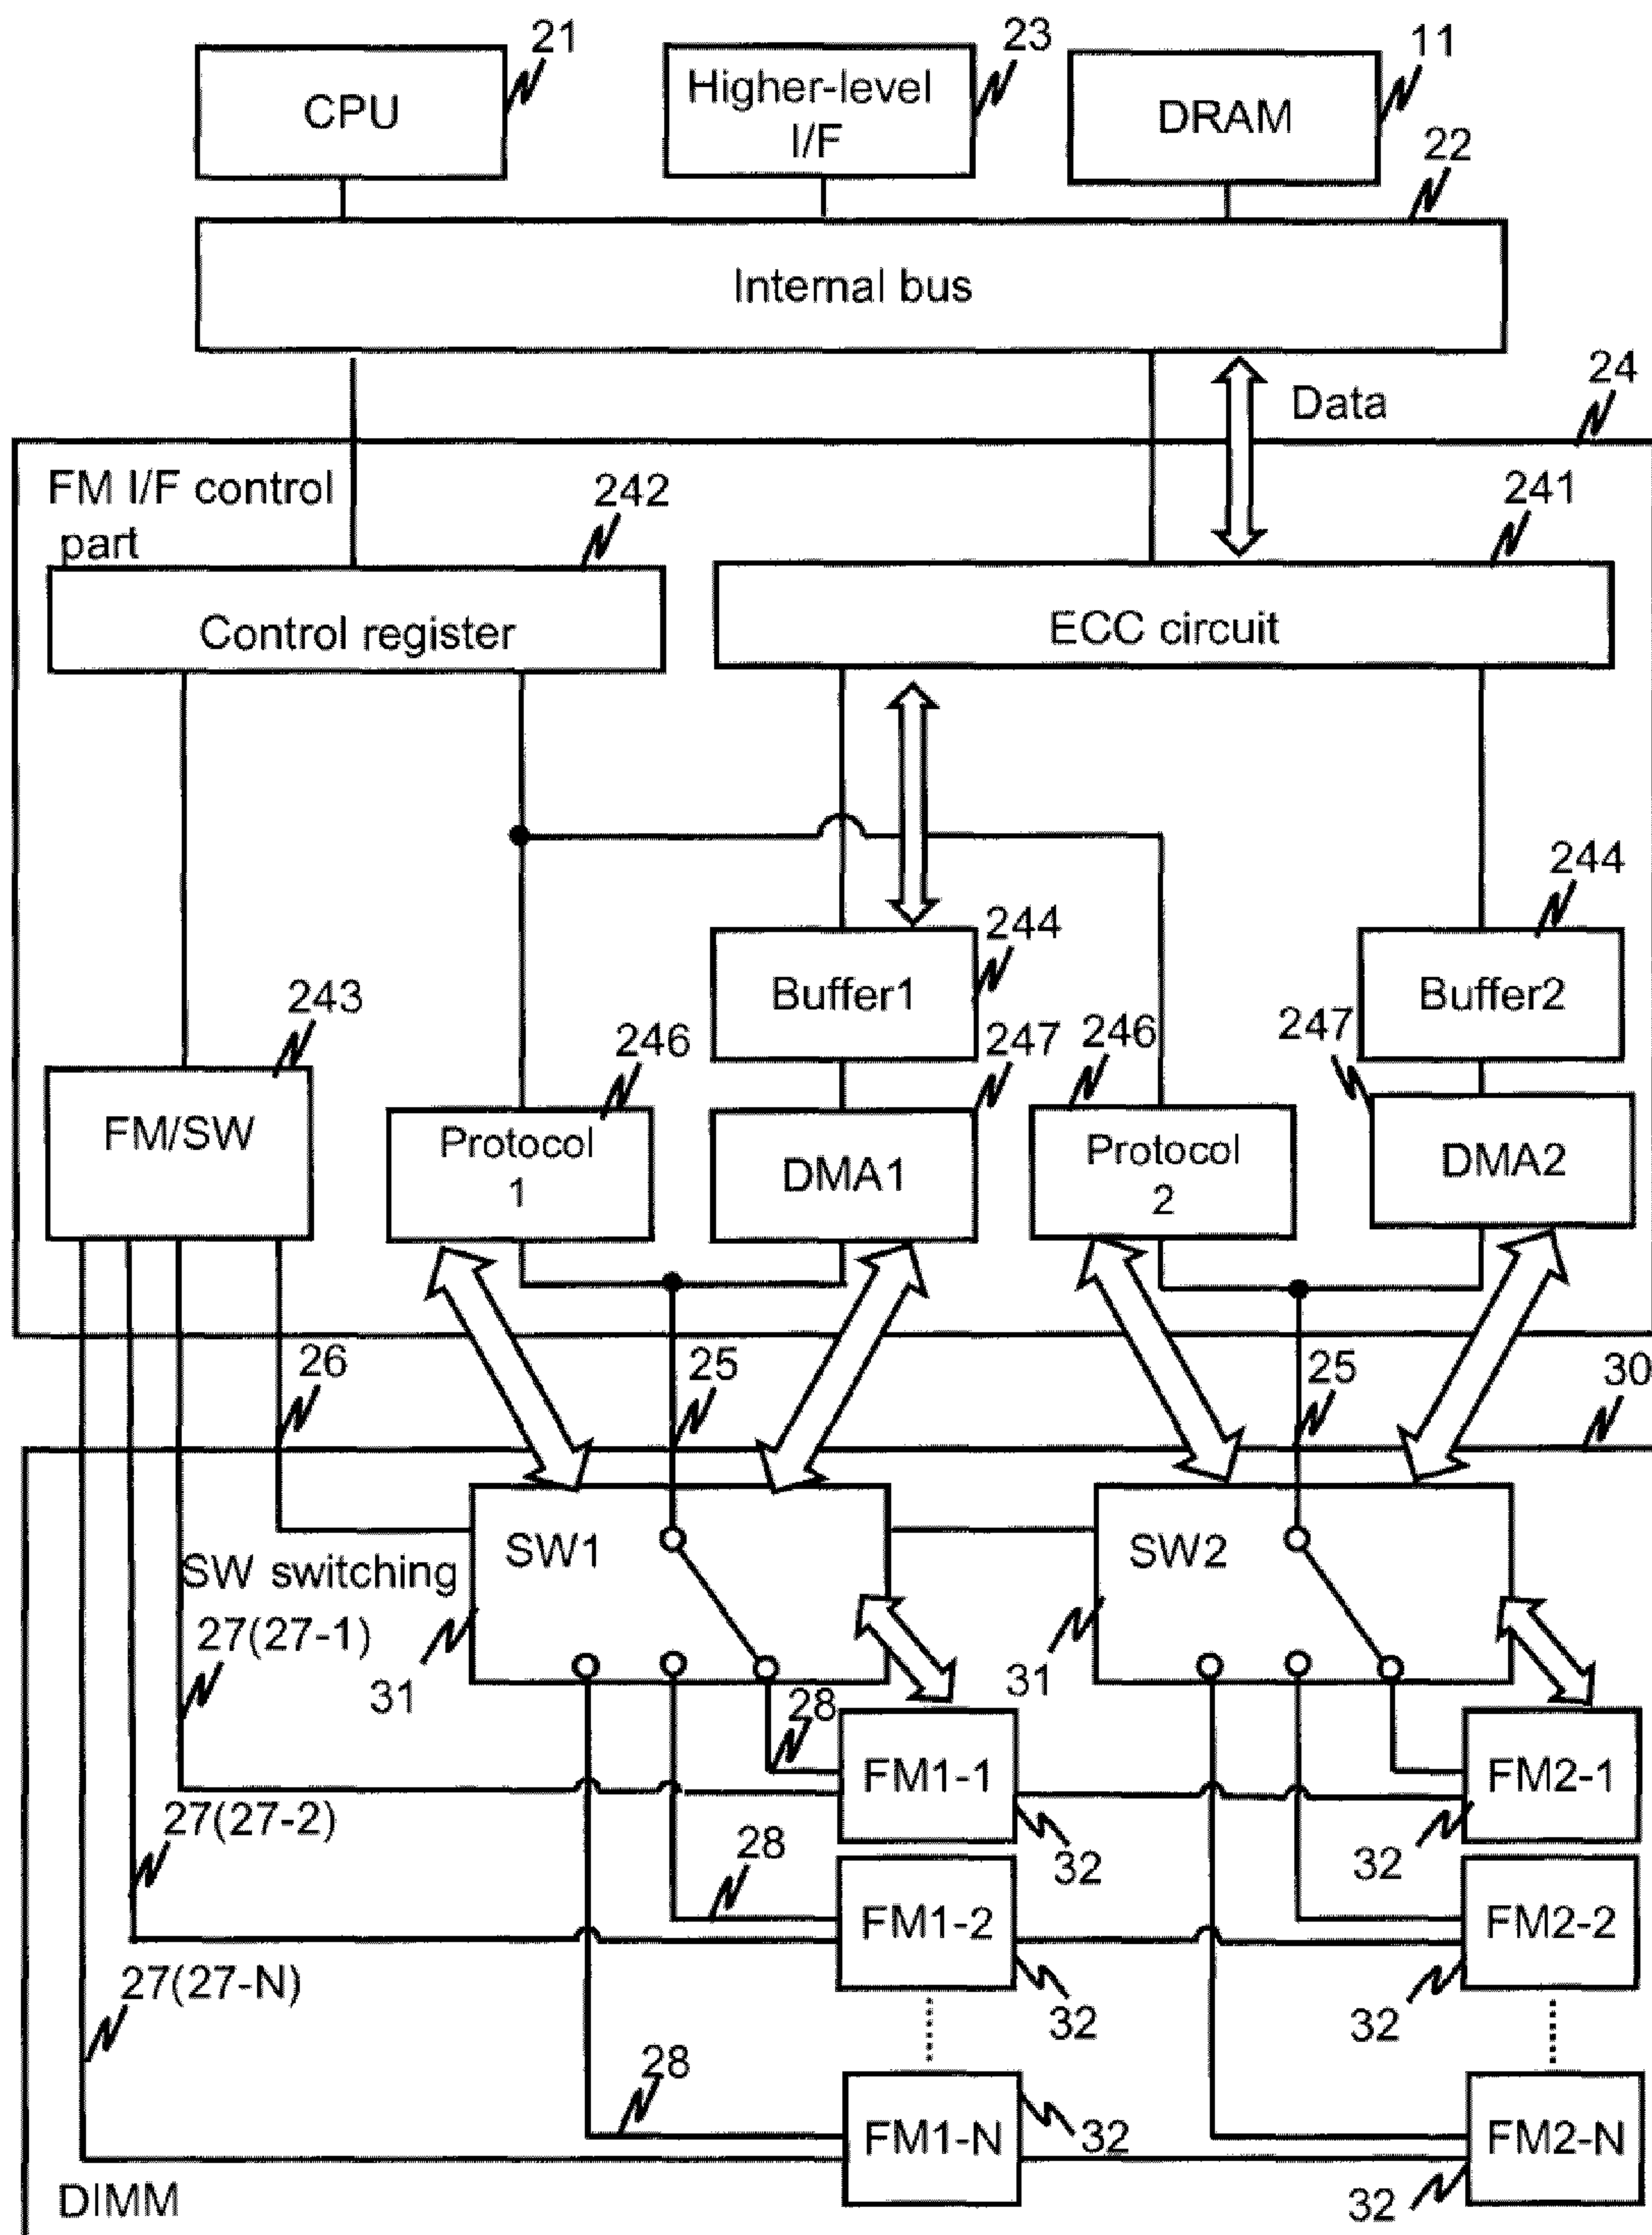 21
23
11
CPU
Higher-level
I/F
DRAM
22
Internal bus
24
Data
FM I/F control
part
242
241
Control register
ECC circuit
244
244
Buffer1
Buffer2
243
246
247
246
247
FM/SW
Protocol
1
DMA1
Protocol
2
DMA2
26
25
25
30
SW1
SW2
SW switching
27(27-1)
31
31
28
FM1-1
FM2-1
27(27-2)
28
32
32
FM1-2
FM2-2
27(27-N)
32
32
28
FM1-N
32
FM2-N
32
DIMM